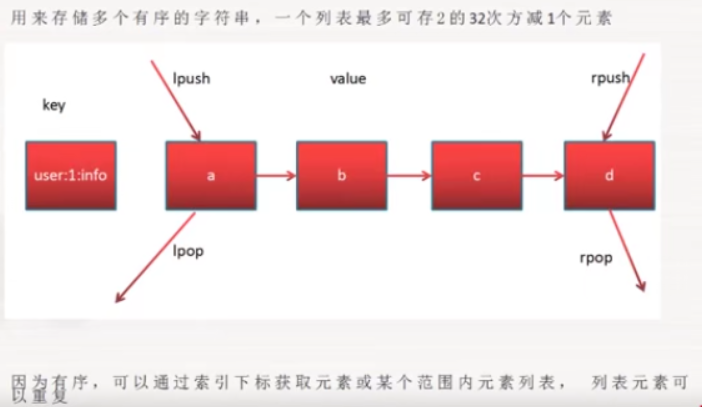 用来存储多个有序的字符串，一个列表最多可存2的32次方减1个元素
lpush
value
rpush
key
user:1:info
a
b
c
d
lpop
rpop
因为有序，可以通过索引下标获取元素或某个范围内元素列表， 列表元素可
以重复